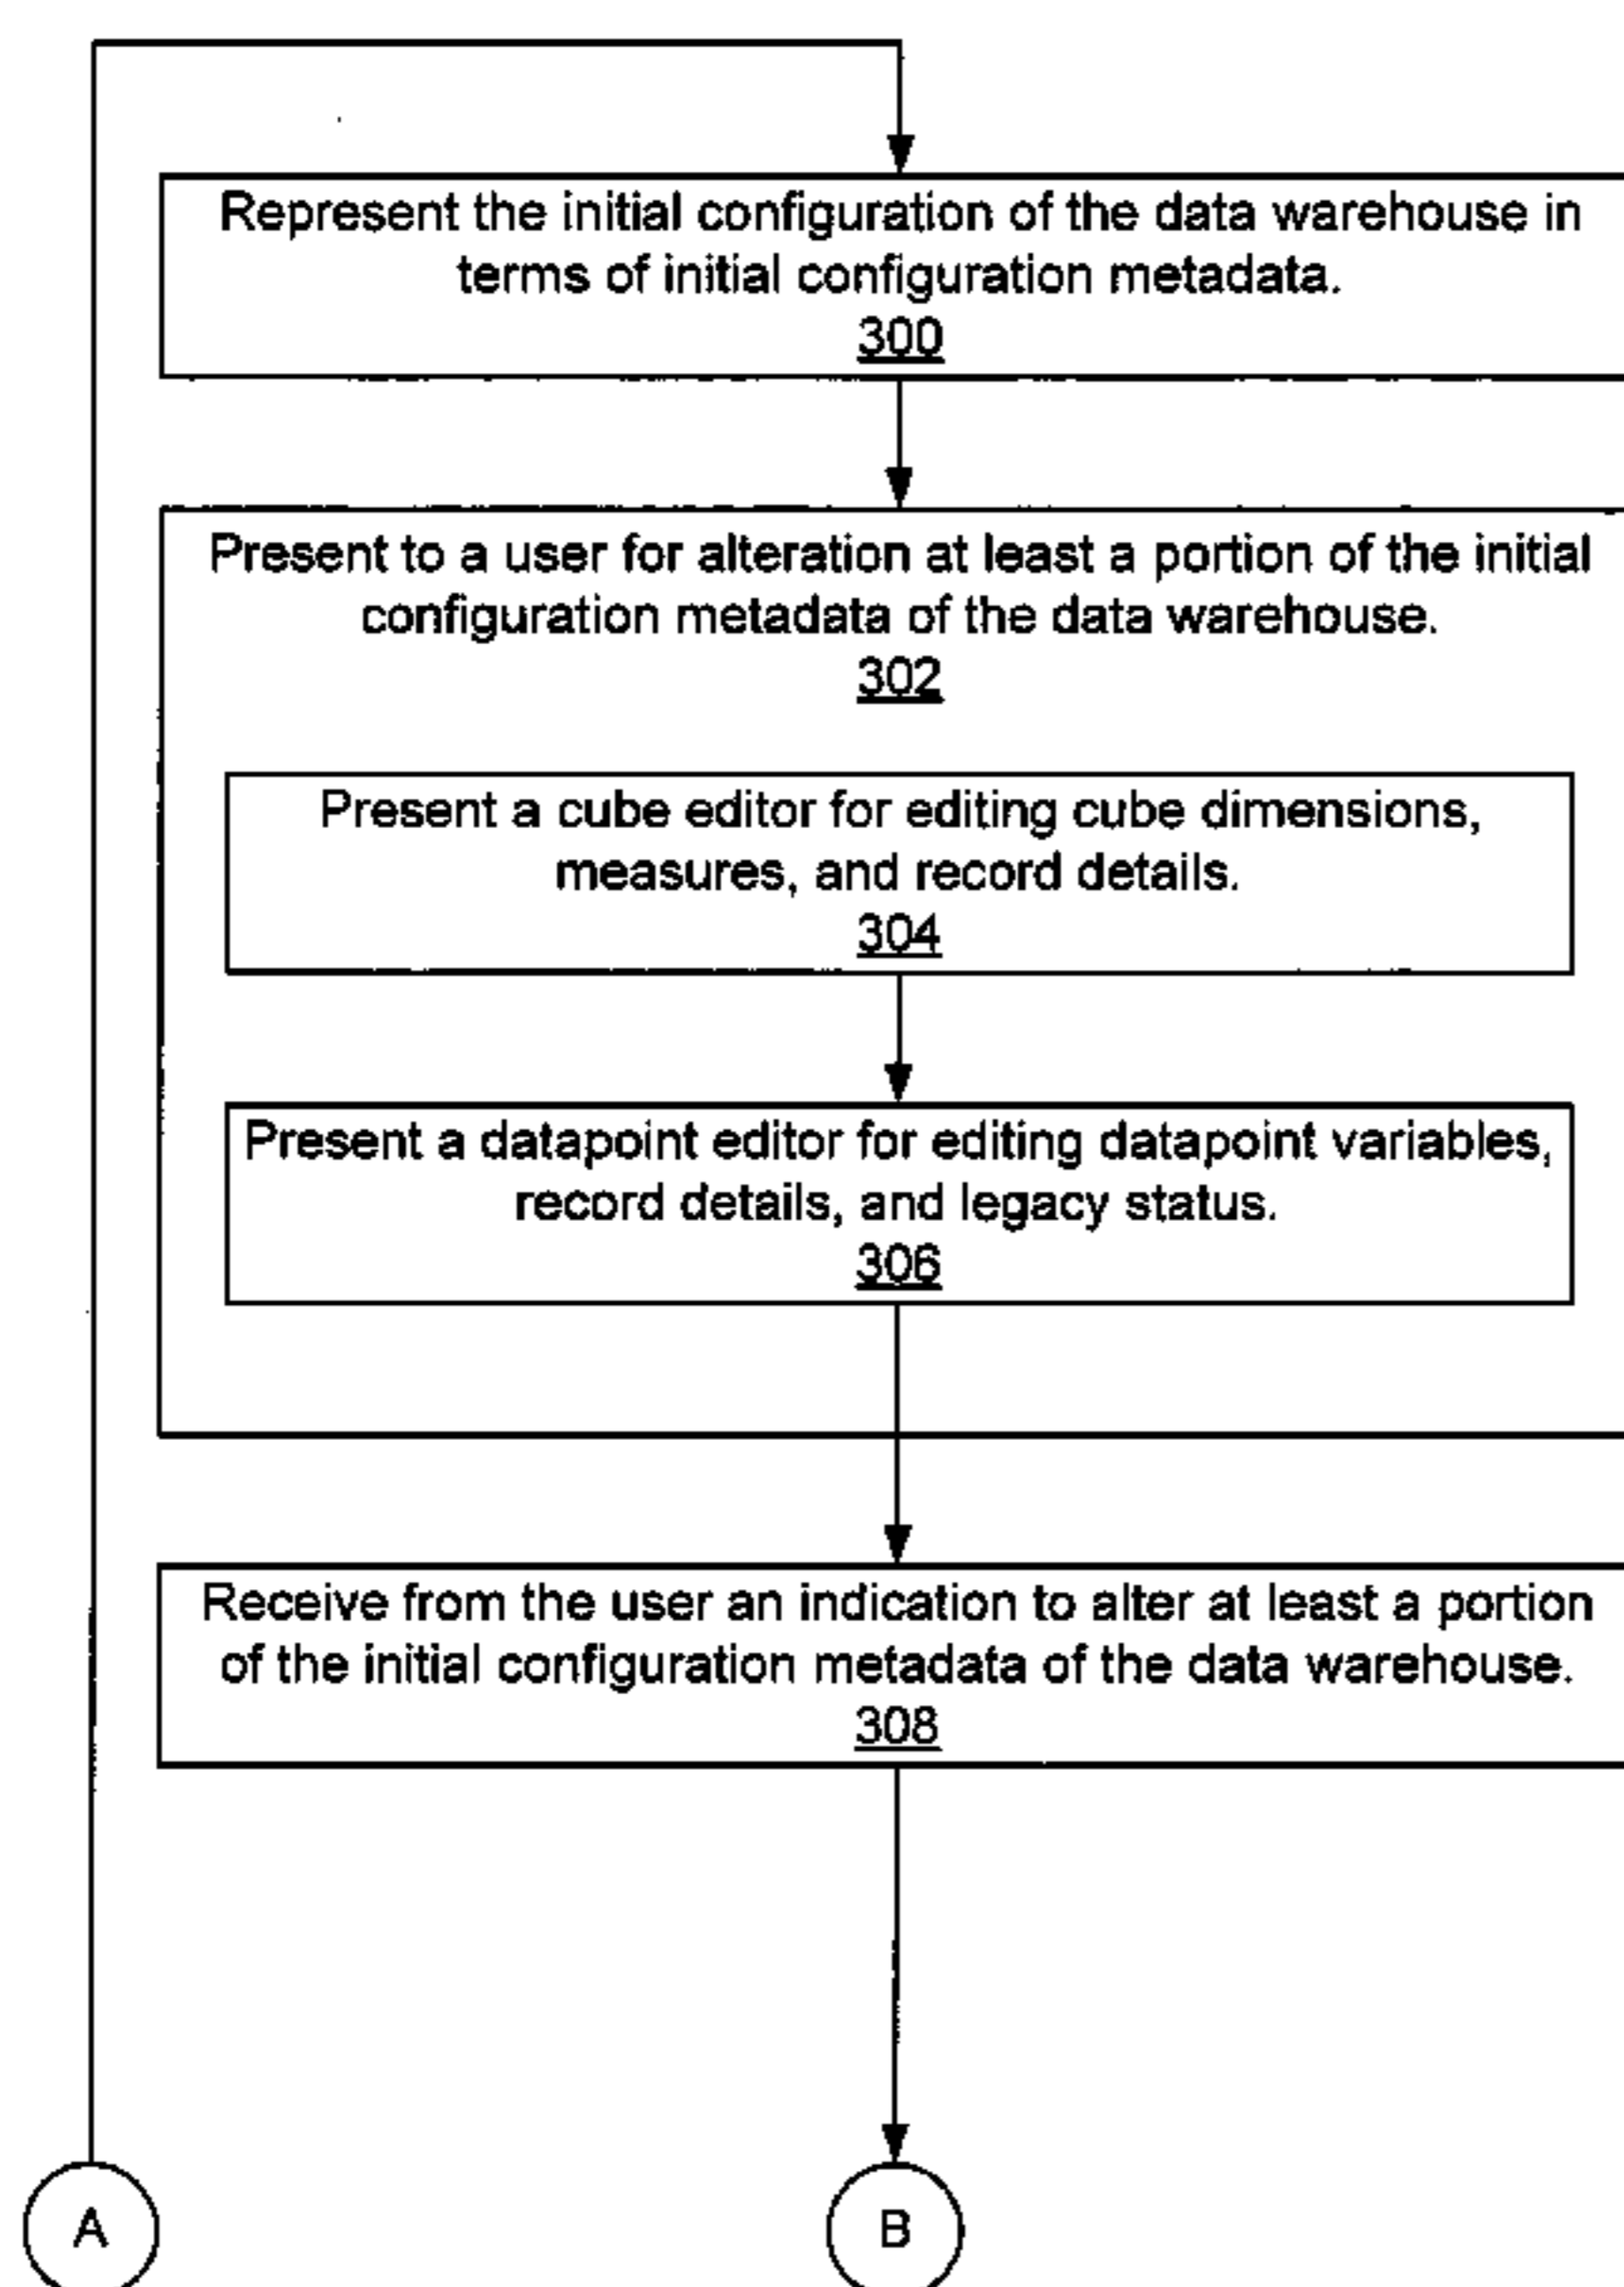 Represent the initial configuration of the data warehouse in
terms of initial configuration metadata.
300
Present to a user for alteration at least a portion of the initial
configuration metadata of the data warehouse.
302
Present a cube editor for editing cube dimensions,
measures, and record details.
304
Present a datapoint editor for editing datapoint variables,
record details, and legacy status.
306
Receive from the user an indication to alter at least a portion
of the initial configuration metadata of the data warehouse.
308
A
B